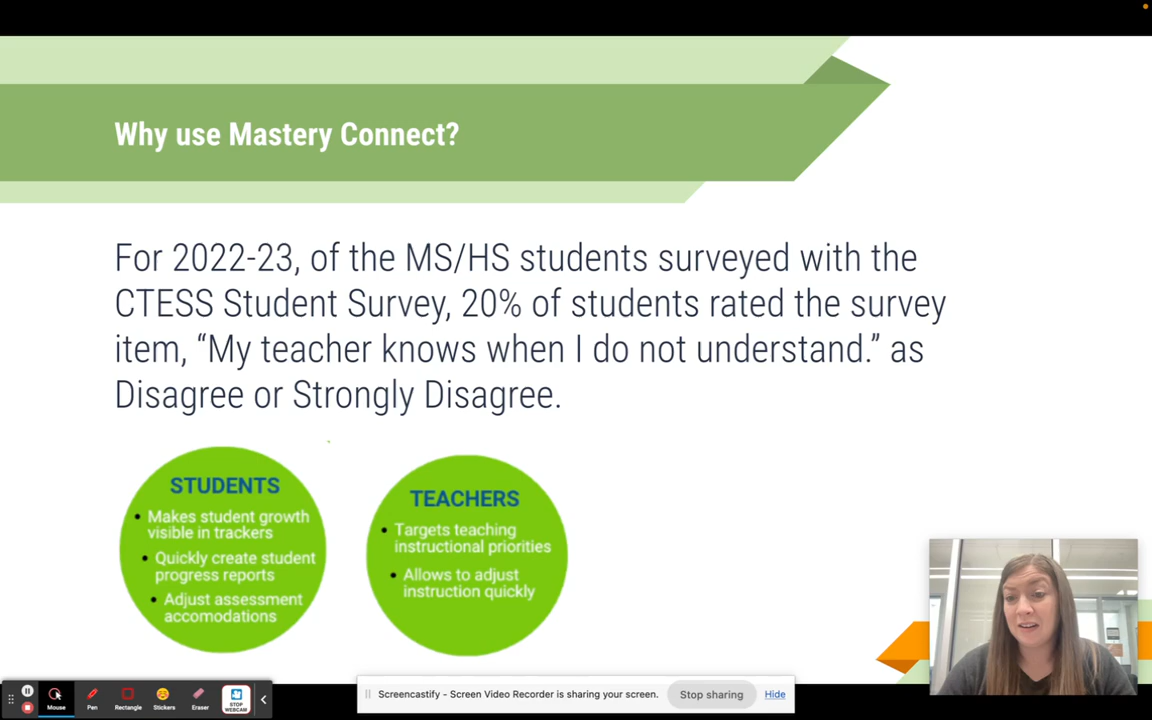 Why use Mastery Connect?
For 2022-23, of the MS/HS students surveyed with the
CTESS Student Survey, 20% of students rated the survey
item, “My teacher knows when I do not understand.” as
Disagree or Strongly Disagree.
STUDENTS
• Makes student growth
visible in trackers
• Quickly create student
progress reports
• Adjust assessment
accomodations
TEACHERS
• Targets teaching
instructional priorities
• Allows to adjust
instruction quickly
Mouse
Pen
Rectangle
Stickers
Eraser
STOP
WEBCAM
Screencastify - Screen Video Recorder is sharing your screen.
Stop sharing
Hide